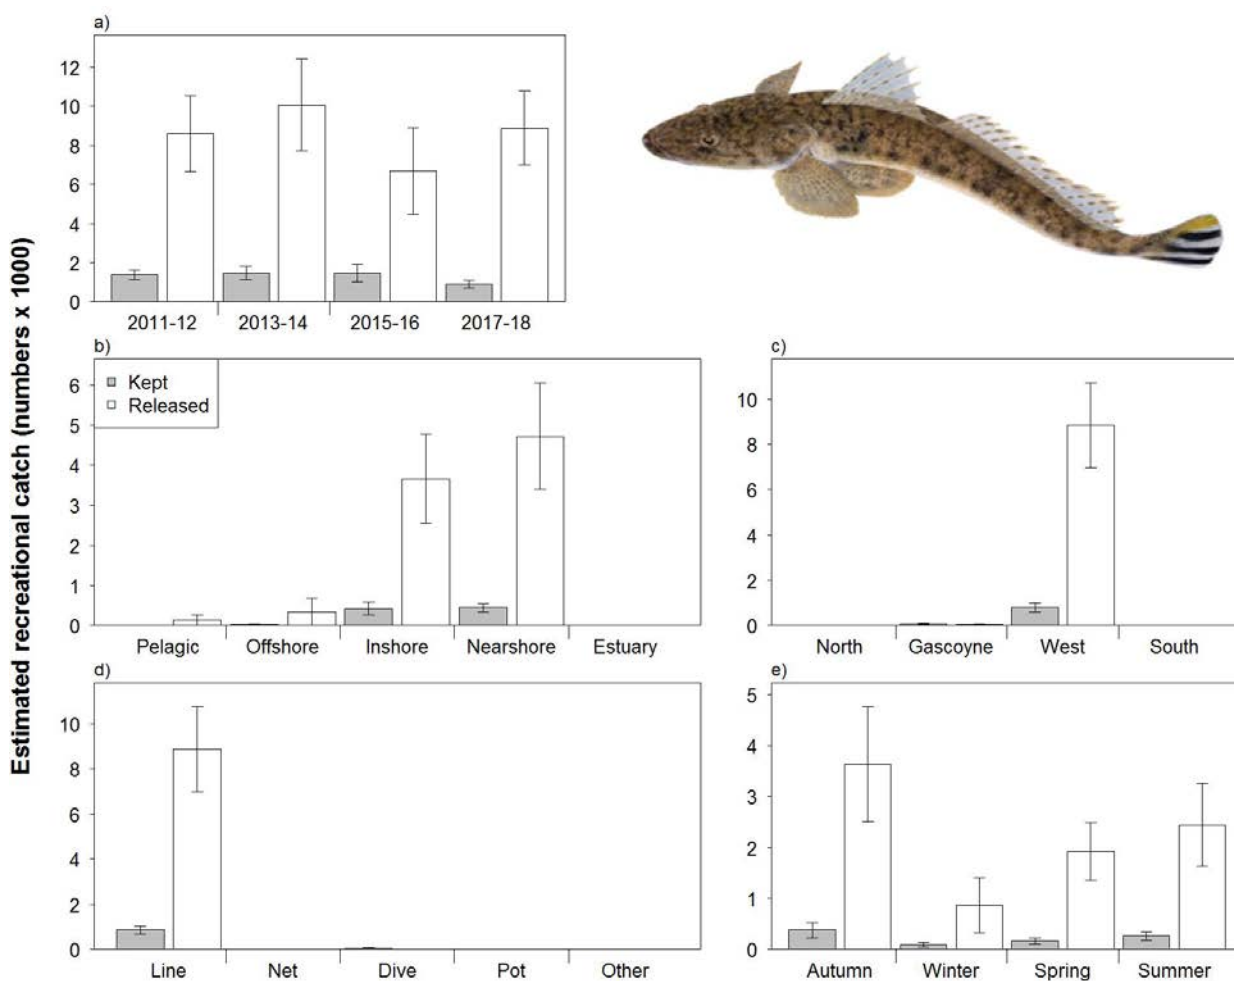 a)
Estimated recreational catch (numbers x 1000)
12
10
8
6
4
2
0
2011-12 2013-14 2015-16 2017-18
b)
Kept
Released
6
5
4
3
2
1
0
Pelagic Offshore Inshore Nearshore Estuary
c)
10
8
6
4
2
0
North Gascoyne West South
d)
10
8
6
4
2
0
Line Net Dive Pot Other
e)
5
4
3
2
1
0
Autumn Winter Spring Summer